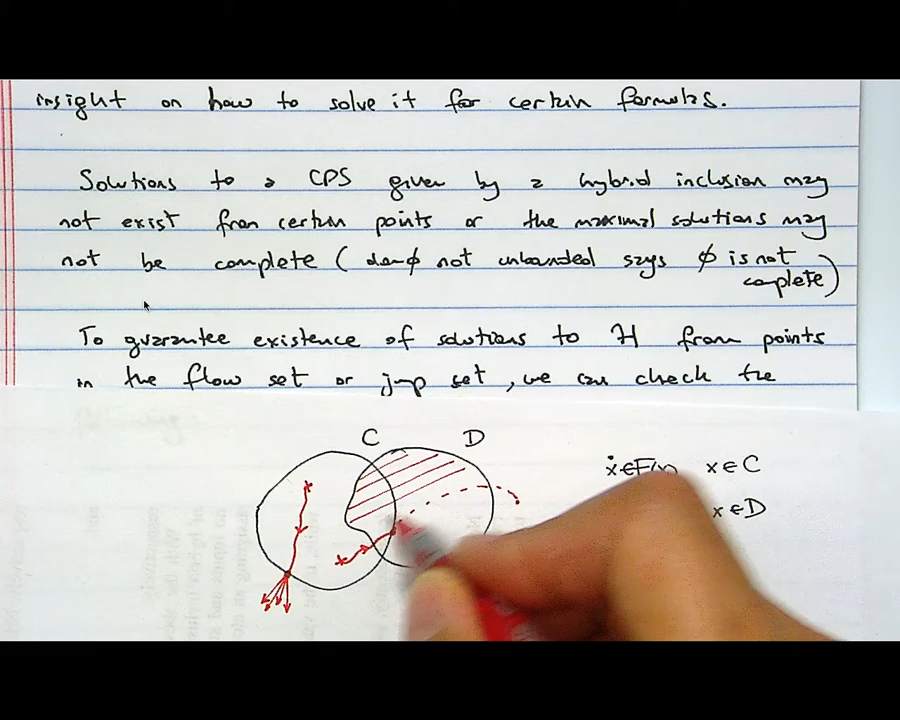 insight on how to solve it for certain formulas.
Solutions to a CPS given by a hybrid inclusion may
not exist from certain points or the maximal solutions may
not be complete ( dom ϕ not unbounded says ϕ is not
complete )
To guarantee existence of solutions to H from points
in the flow set or jump set , we can check the
C D
ẋ∈F(x) x∈C
x∈D